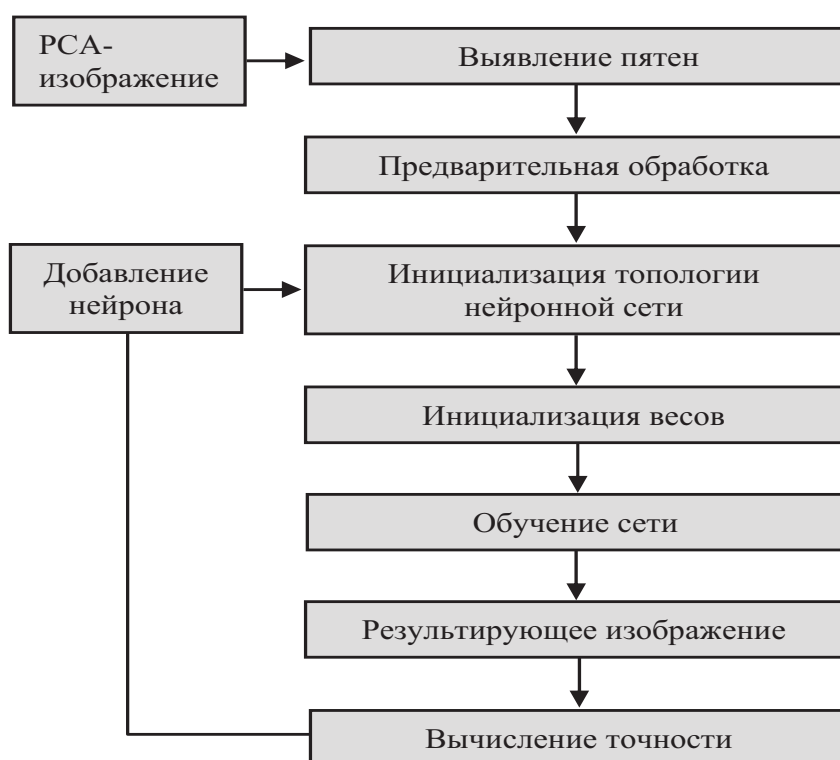 РСА-
изображение
Выявление пятен
Предварительная обработка
Добавление
нейрона
Инициализация топологии
нейронной сети
Инициализация весов
Обучение сети
Результирующее изображение
Вычисление точности